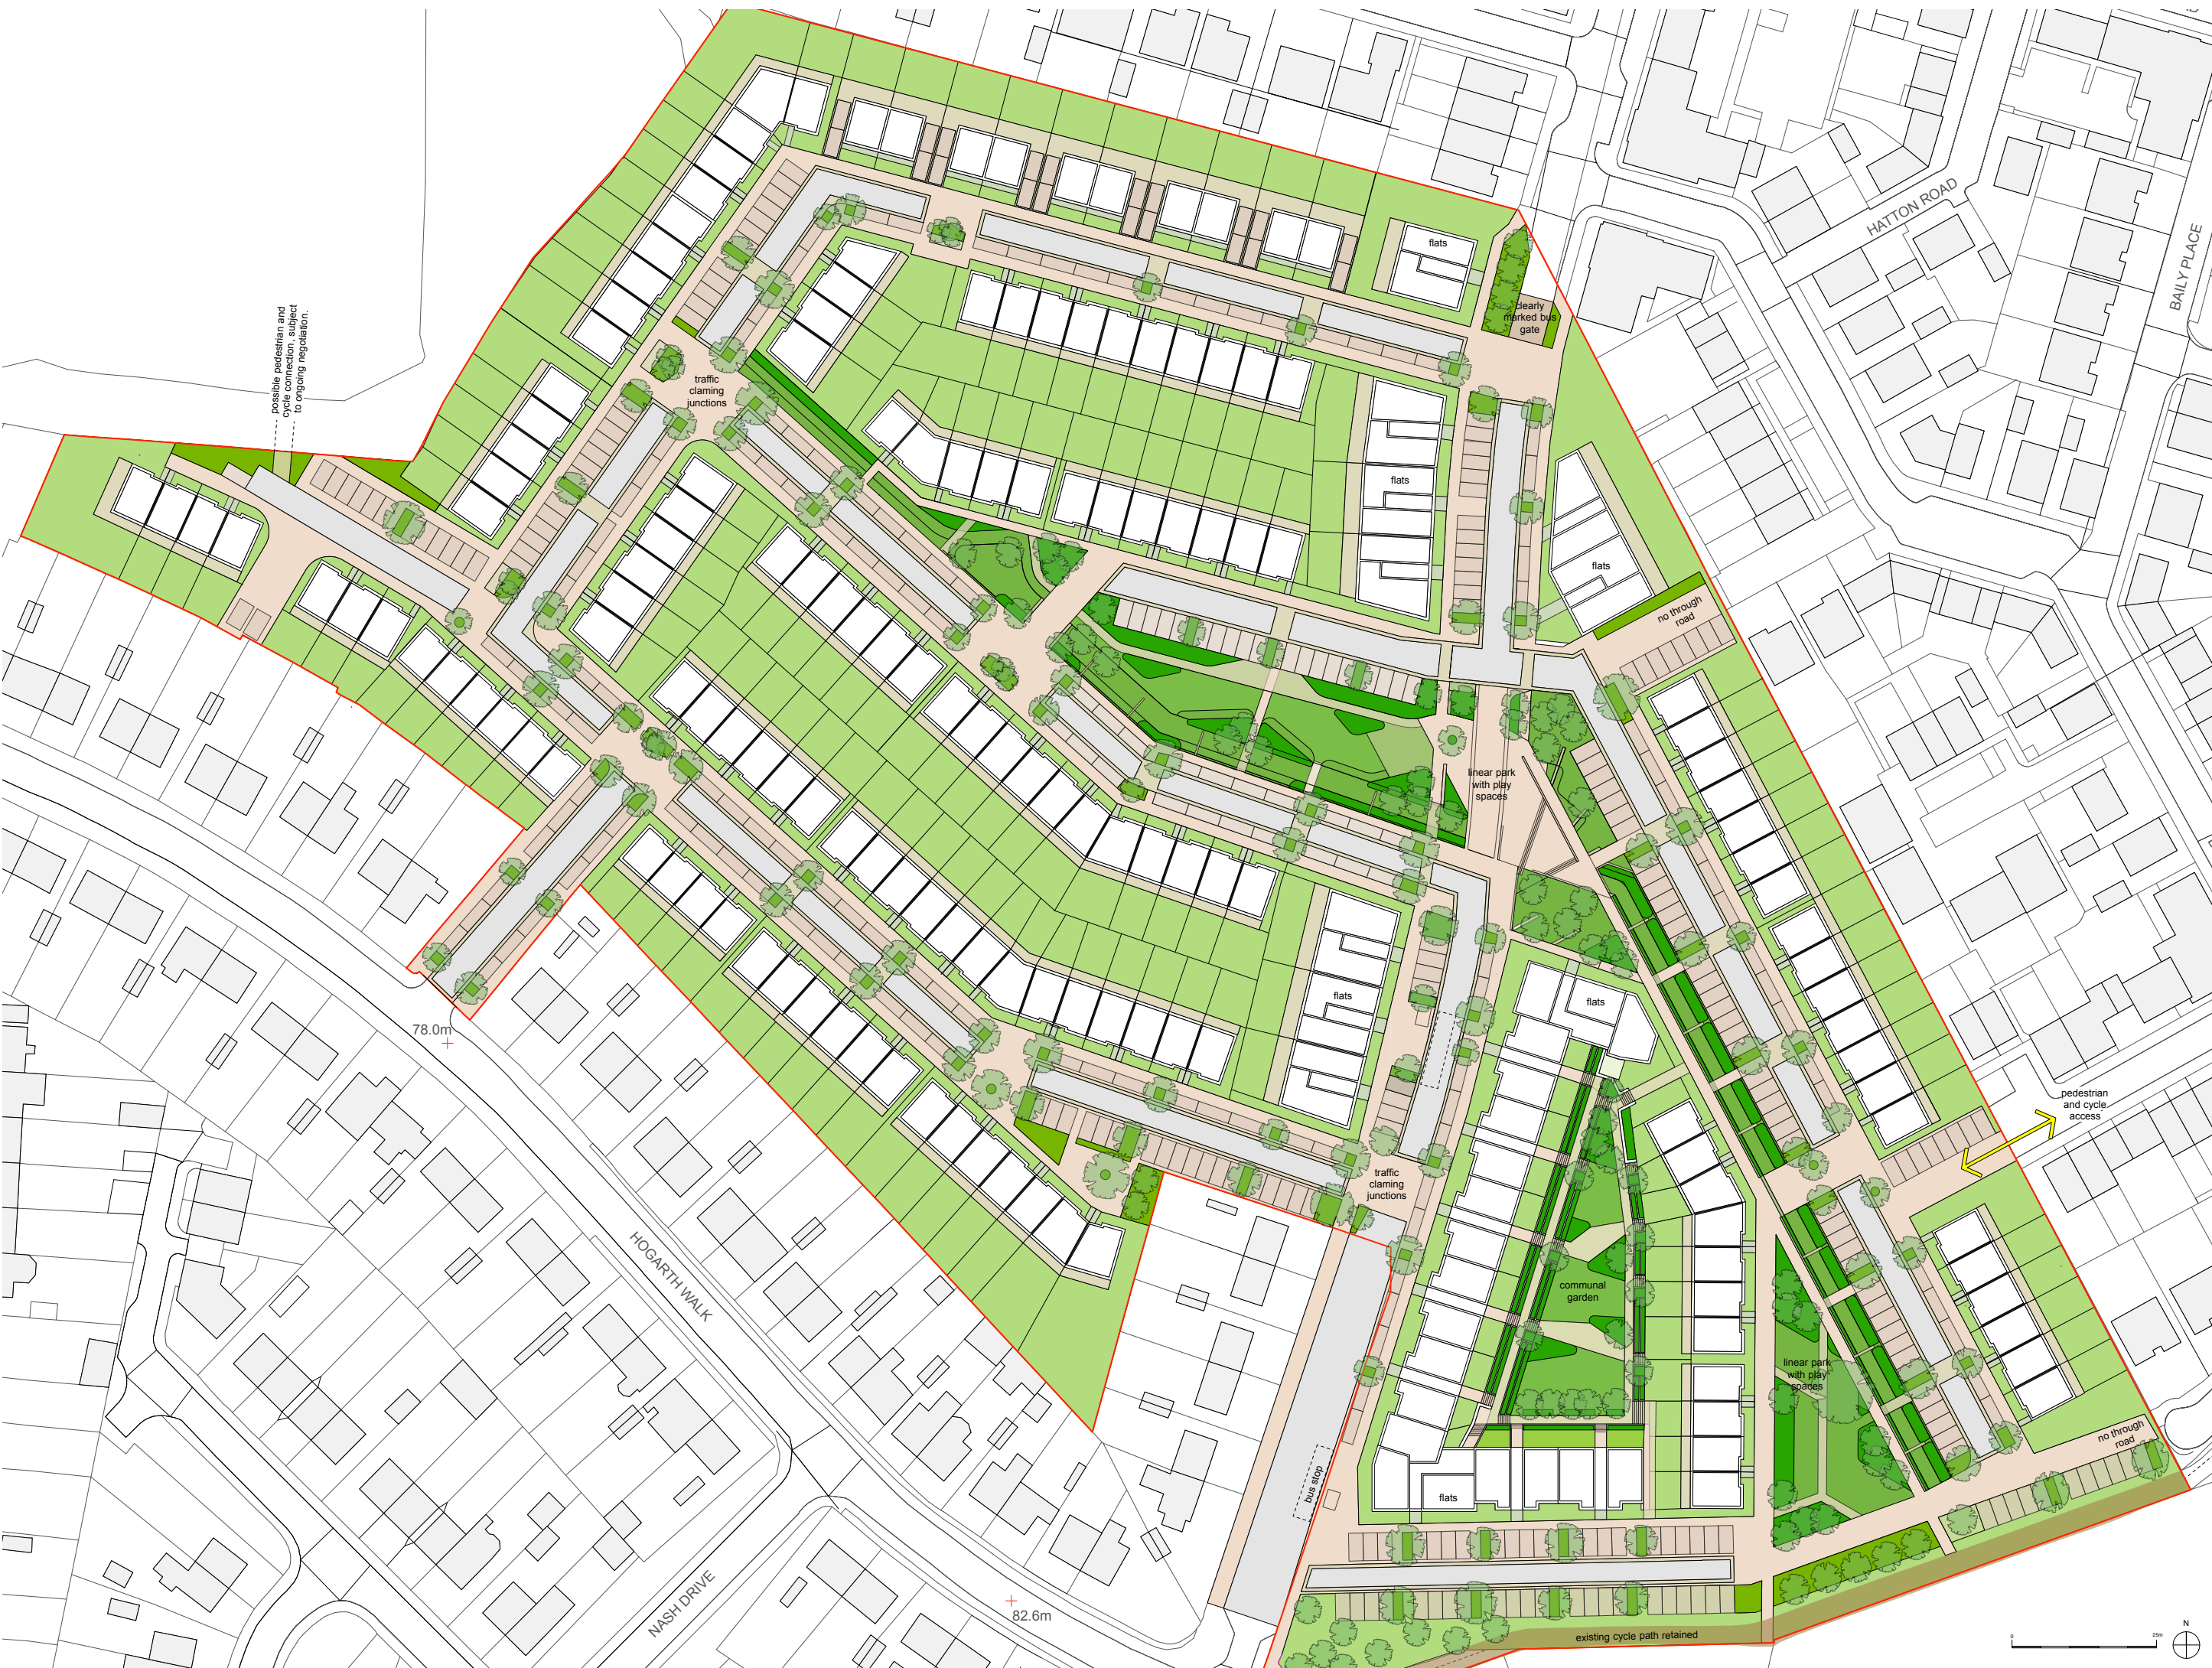 HATTON ROAD
BAILY PLACE
flats
clearly
marked bus
gate
possible pedestrian and
cycle connection, subject
to ongoing negotiation.
traffic
claming
junctions
flats
flats
no through
road
linear park
with play
spaces
flats
flats
78.0m
pedestrian
and cycle
access
traffic
claming
junctions
HOGARTH WALK
communal
garden
linear park
with play
spaces
no through
road
bus stop
flats
NASH DRIVE
82.6m
existing cycle path retained
0
25m
N